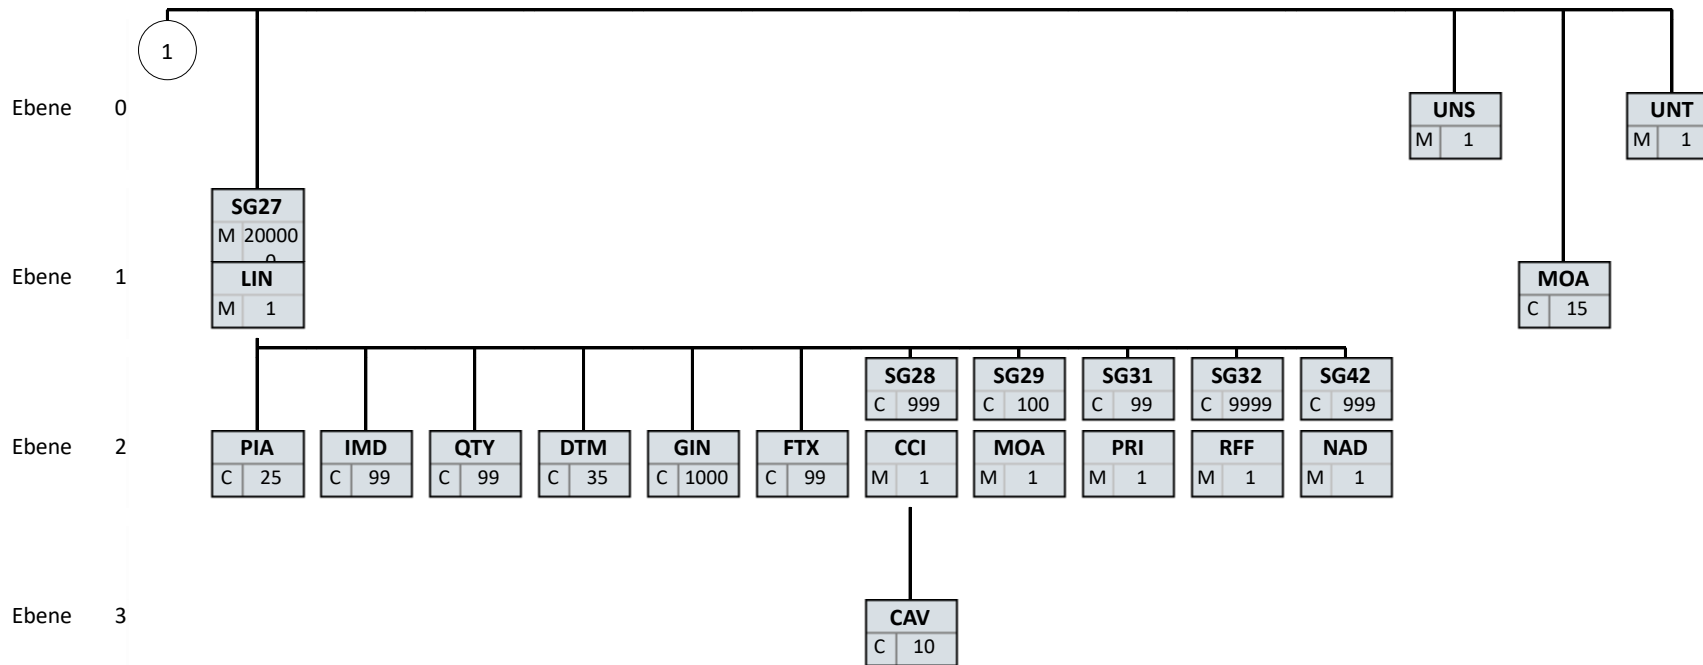 1
Ebene 0
UNS UNT
M 1 M 1
SG27
M 20000
0
Ebene 1
LIN MOA
M 1 C 15
SG28 SG29 SG31 SG32 SG42
C 999 C 100 C 99 C 9999 C 999
Ebene 2
PIA IMD QTY DTM GIN FTX CCI MOA PRI RFF NAD
C 25 C 99 C 99 C 35 C 1000 C 99 M 1 M 1 M 1 M 1 M 1
Ebene 3
CAV
C 10